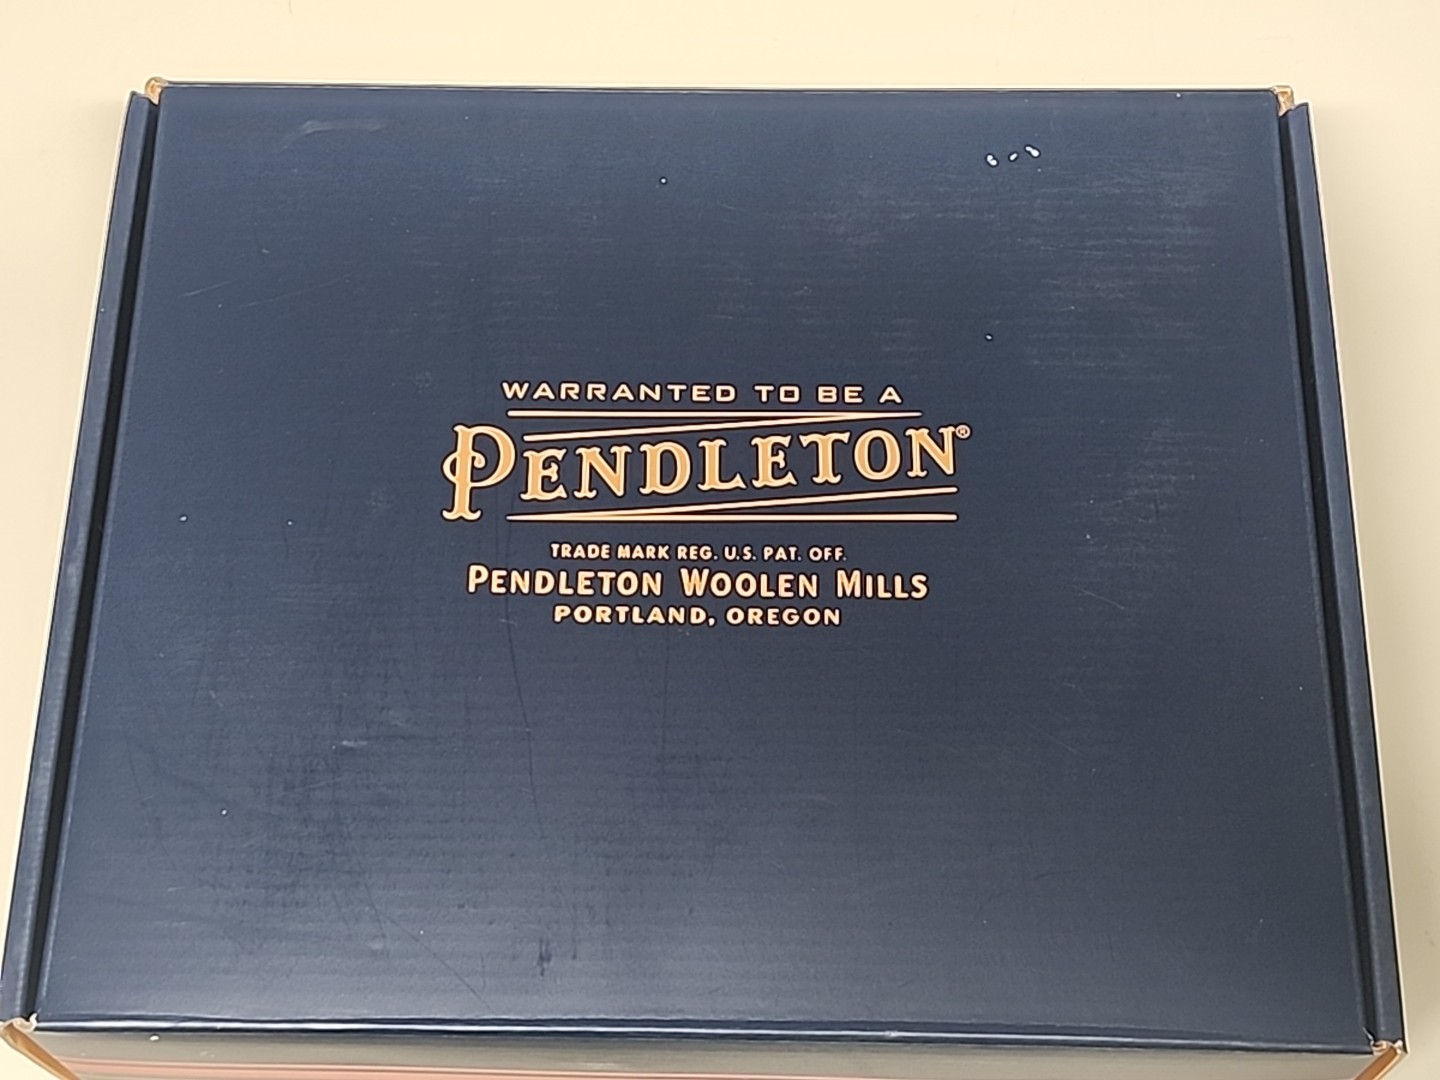 WARRANTED TO BE A
PENDLETON®
TRADE MARK REG. U.S. PAT. OFF.
PENDLETON WOOLEN MILLS
PORTLAND, OREGON